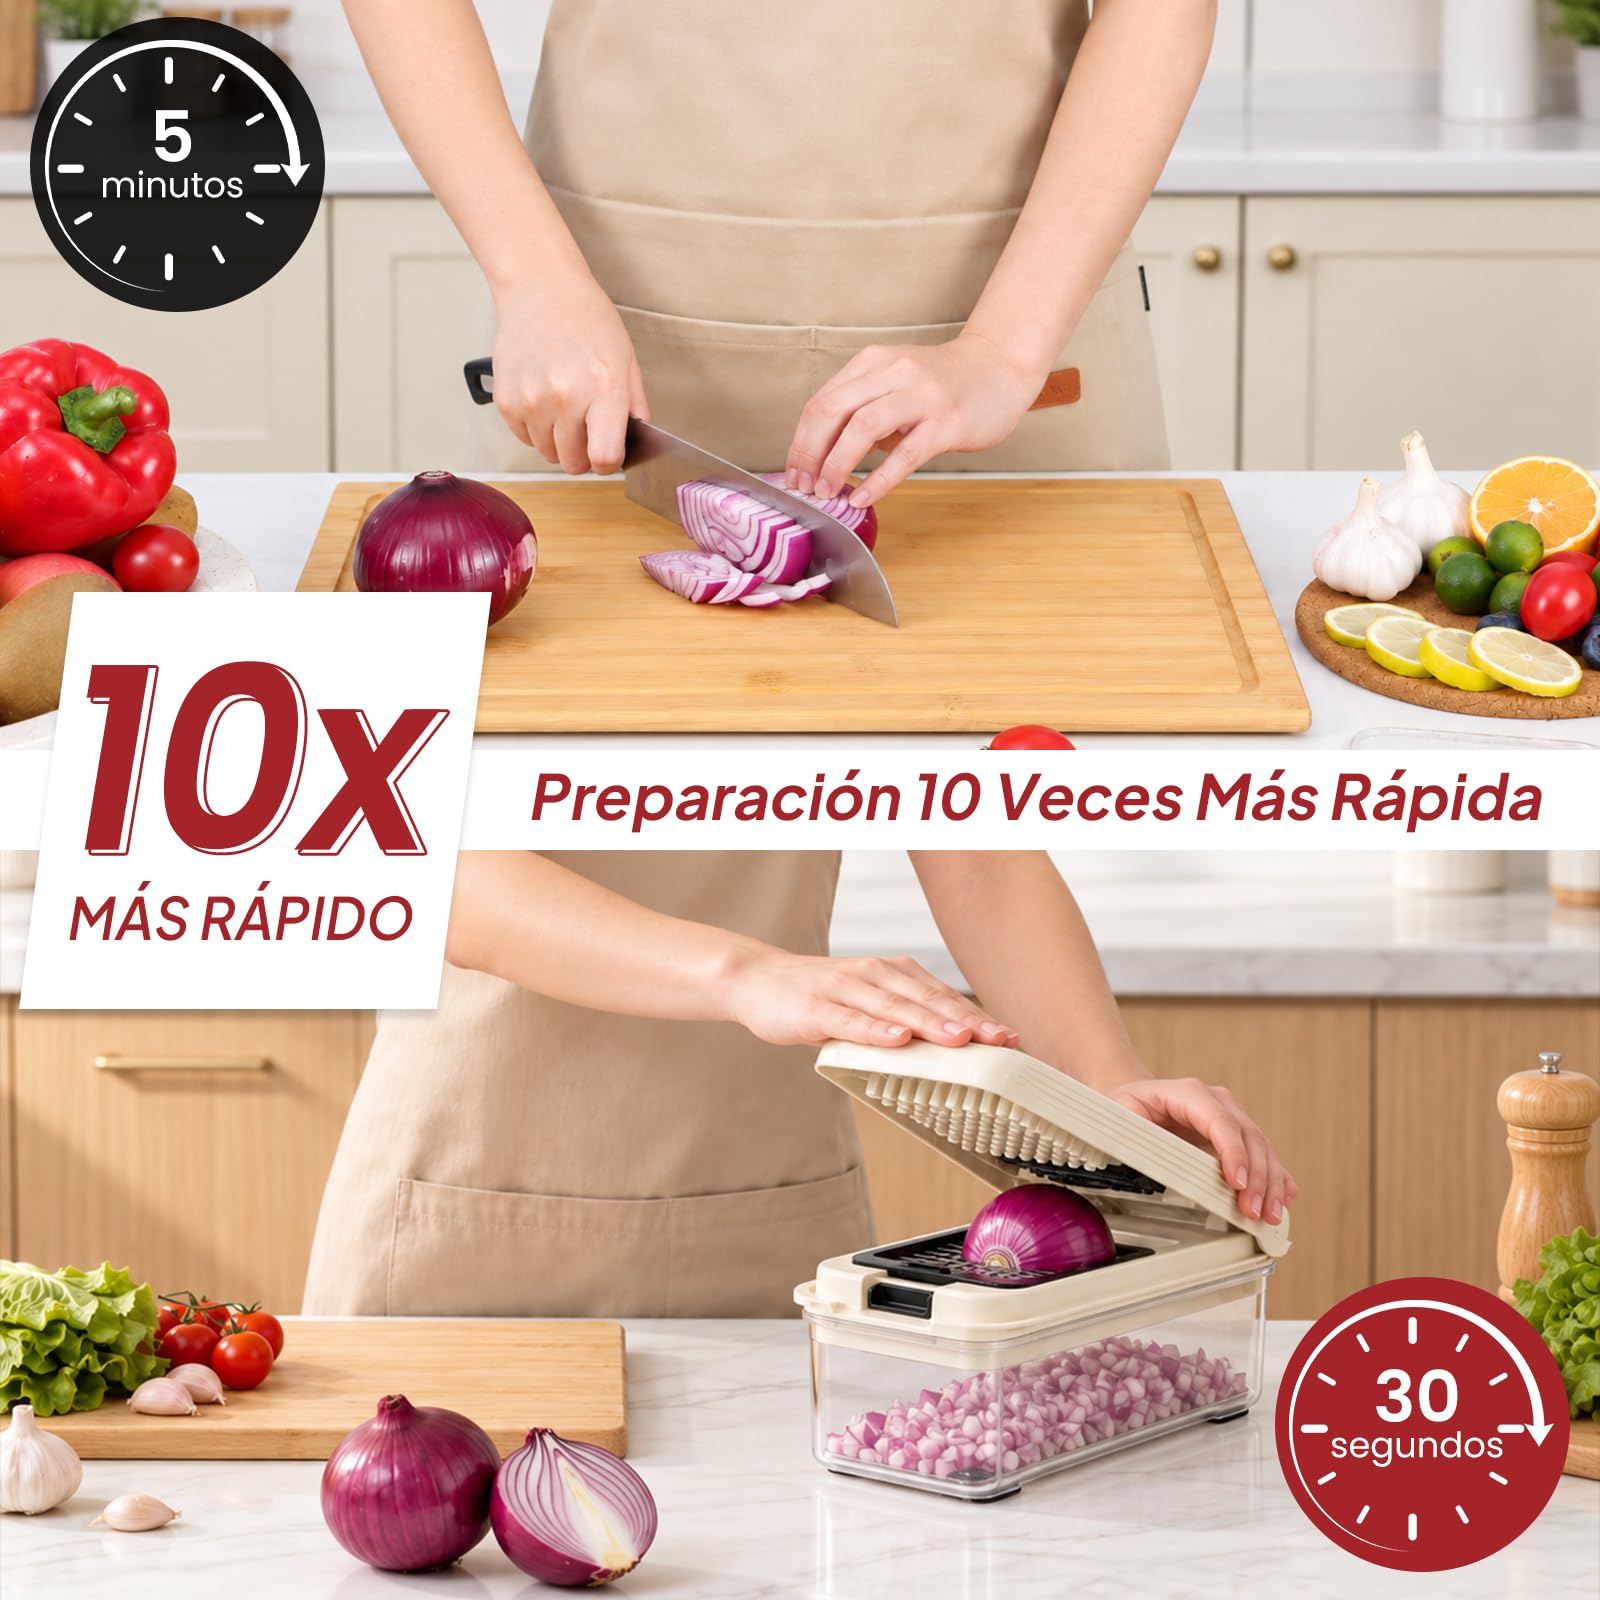 5
minutos
10x
MÁS RÁPIDO
Preparación 10 Veces Más Rápida
30
segundos